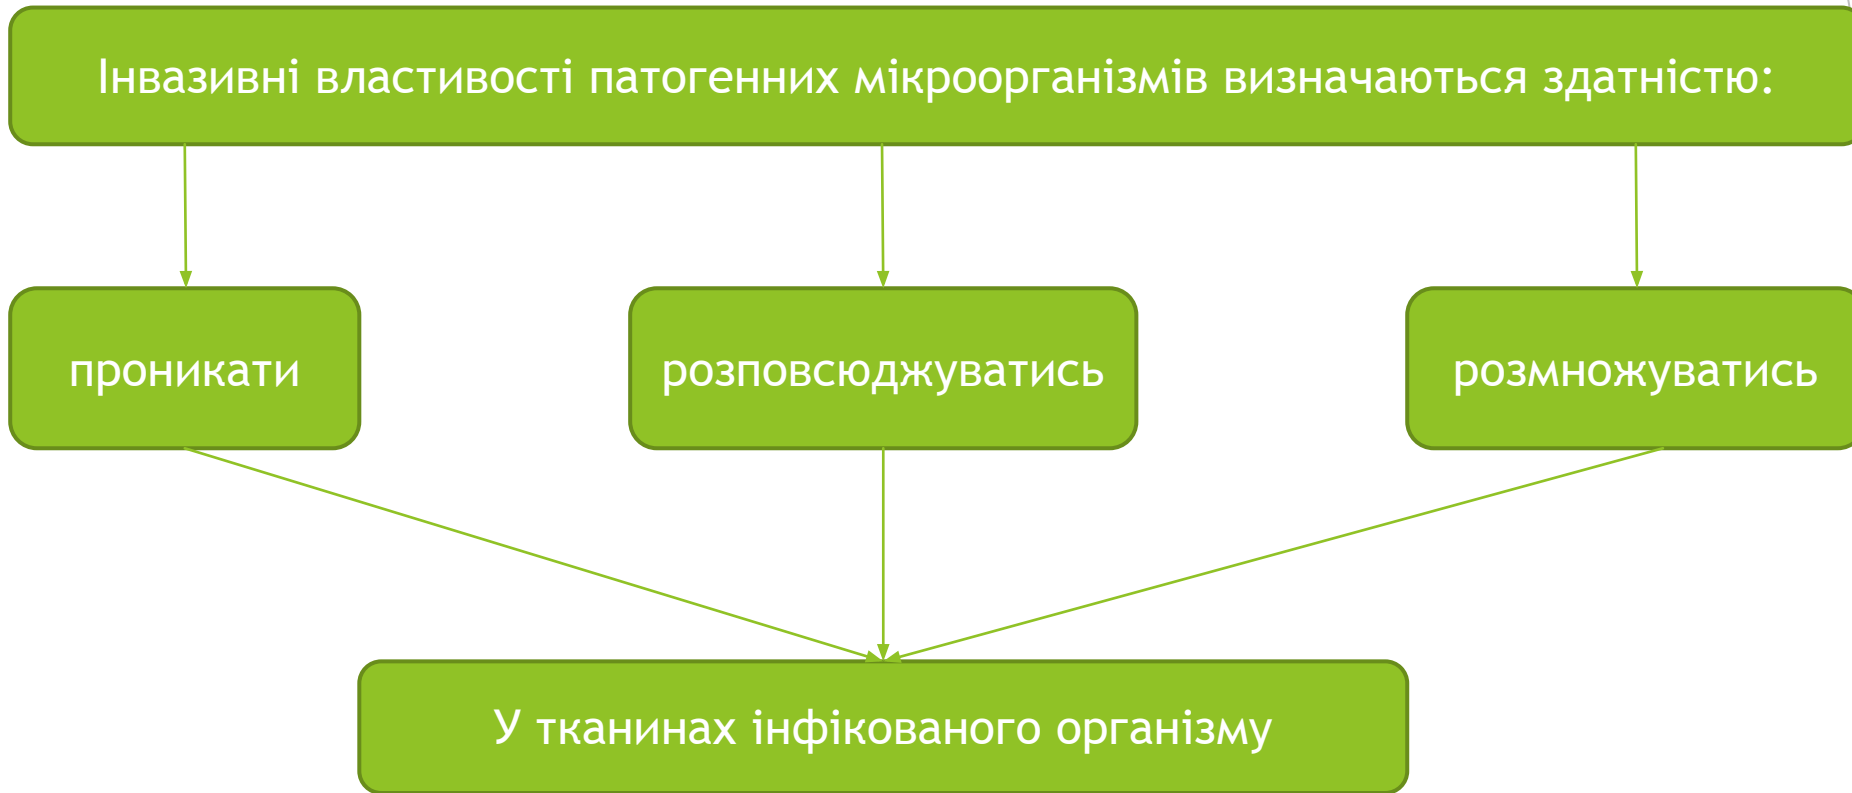 Інвазивні властивості патогенних мікроорганізмів визначаються здатністю:
проникати
розповсюджуватись
розмножуватись
У тканинах інфікованого організму